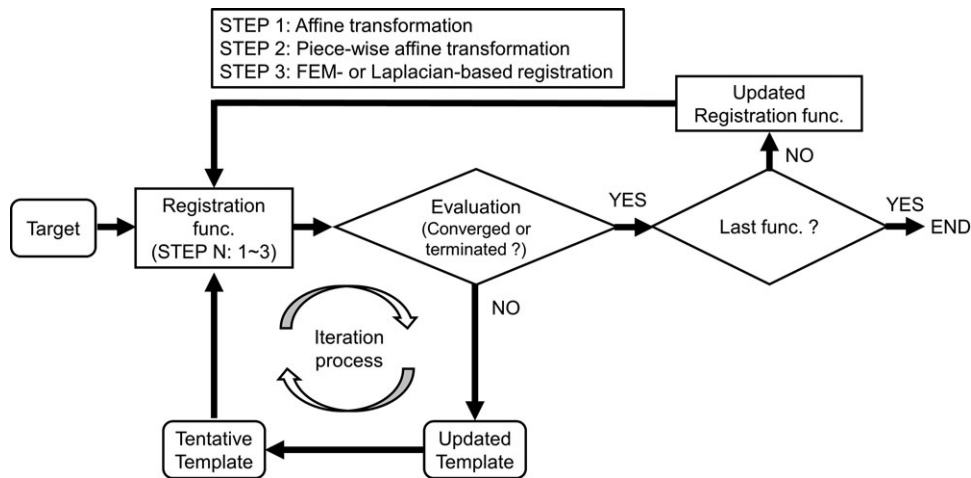 STEP 1: Affine transformation
STEP 2: Piece-wise affine transformation
STEP 3: FEM- or Laplacian-based registration
Updated
Registration func.
NO
Target
Registration
func.
(STEP N: 1~3)
Evaluation
(Converged or
terminated ?)
YES
Last func. ?
YES
END
NO
Iteration
process
Tentative
Template
Updated
Template